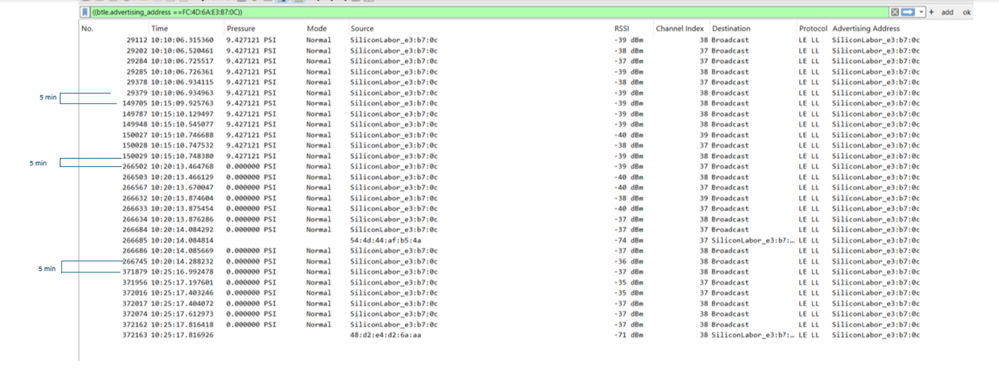 ((btle.advertising_address ==FC:4D:6A:E3:B7:0C)) + add ok
No. Time Pressure Mode Source RSSI Channel Index Destination Protocol Advertising Address
29112 10:10:06.315360 9.427121 PSI Normal SiliconLabor_e3:b7:0c -39 dBm 38 Broadcast LE LL SiliconLabor_e3:b7:0c
29202 10:10:06.520461 9.427121 PSI Normal SiliconLabor_e3:b7:0c -38 dBm 37 Broadcast LE LL SiliconLabor_e3:b7:0c
29284 10:10:06.725517 9.427121 PSI Normal SiliconLabor_e3:b7:0c -37 dBm 37 Broadcast LE LL SiliconLabor_e3:b7:0c
29285 10:10:06.726361 9.427121 PSI Normal SiliconLabor_e3:b7:0c -39 dBm 38 Broadcast LE LL SiliconLabor_e3:b7:0c
29378 10:10:06.934115 9.427121 PSI Normal SiliconLabor_e3:b7:0c -38 dBm 37 Broadcast LE LL SiliconLabor_e3:b7:0c
29379 10:10:06.934963 9.427121 PSI Normal SiliconLabor_e3:b7:0c -39 dBm 38 Broadcast LE LL SiliconLabor_e3:b7:0c
5 min
149705 10:15:09.925763 9.427121 PSI Normal SiliconLabor_e3:b7:0c -39 dBm 38 Broadcast LE LL SiliconLabor_e3:b7:0c
149787 10:15:10.129497 9.427121 PSI Normal SiliconLabor_e3:b7:0c -39 dBm 38 Broadcast LE LL SiliconLabor_e3:b7:0c
149948 10:15:10.545077 9.427121 PSI Normal SiliconLabor_e3:b7:0c -39 dBm 38 Broadcast LE LL SiliconLabor_e3:b7:0c
150027 10:15:10.746688 9.427121 PSI Normal SiliconLabor_e3:b7:0c -40 dBm 39 Broadcast LE LL SiliconLabor_e3:b7:0c
150028 10:15:10.747532 9.427121 PSI Normal SiliconLabor_e3:b7:0c -38 dBm 37 Broadcast LE LL SiliconLabor_e3:b7:0c
150029 10:15:10.748380 9.427121 PSI Normal SiliconLabor_e3:b7:0c -39 dBm 38 Broadcast LE LL SiliconLabor_e3:b7:0c
5 min
266502 10:20:13.464768 0.000000 PSI Normal SiliconLabor_e3:b7:0c -39 dBm 37 Broadcast LE LL SiliconLabor_e3:b7:0c
266503 10:20:13.466129 0.000000 PSI Normal SiliconLabor_e3:b7:0c -40 dBm 38 Broadcast LE LL SiliconLabor_e3:b7:0c
266567 10:20:13.670047 0.000000 PSI Normal SiliconLabor_e3:b7:0c -40 dBm 37 Broadcast LE LL SiliconLabor_e3:b7:0c
266632 10:20:13.874604 0.000000 PSI Normal SiliconLabor_e3:b7:0c -38 dBm 39 Broadcast LE LL SiliconLabor_e3:b7:0c
266633 10:20:13.875454 0.000000 PSI Normal SiliconLabor_e3:b7:0c -40 dBm 37 Broadcast LE LL SiliconLabor_e3:b7:0c
266634 10:20:13.876286 0.000000 PSI Normal SiliconLabor_e3:b7:0c -37 dBm 38 Broadcast LE LL SiliconLabor_e3:b7:0c
266684 10:20:14.084292 0.000000 PSI Normal SiliconLabor_e3:b7:0c -37 dBm 37 Broadcast LE LL SiliconLabor_e3:b7:0c
266685 10:20:14.084814 54:4d:44:af:b5:4a -74 dBm 37 SiliconLabor_e3:b7:… LE LL SiliconLabor_e3:b7:0c
266686 10:20:14.085669 0.000000 PSI Normal SiliconLabor_e3:b7:0c -37 dBm 38 Broadcast LE LL SiliconLabor_e3:b7:0c
266745 10:20:14.288232 0.000000 PSI Normal SiliconLabor_e3:b7:0c -36 dBm 38 Broadcast LE LL SiliconLabor_e3:b7:0c
5 min
371879 10:25:16.992478 0.000000 PSI Normal SiliconLabor_e3:b7:0c -37 dBm 38 Broadcast LE LL SiliconLabor_e3:b7:0c
371956 10:25:17.197601 0.000000 PSI Normal SiliconLabor_e3:b7:0c -35 dBm 37 Broadcast LE LL SiliconLabor_e3:b7:0c
372016 10:25:17.403246 0.000000 PSI Normal SiliconLabor_e3:b7:0c -35 dBm 37 Broadcast LE LL SiliconLabor_e3:b7:0c
372017 10:25:17.404072 0.000000 PSI Normal SiliconLabor_e3:b7:0c -37 dBm 38 Broadcast LE LL SiliconLabor_e3:b7:0c
372074 10:25:17.612973 0.000000 PSI Normal SiliconLabor_e3:b7:0c -37 dBm 38 Broadcast LE LL SiliconLabor_e3:b7:0c
372162 10:25:17.816418 0.000000 PSI Normal SiliconLabor_e3:b7:0c -37 dBm 38 Broadcast LE LL SiliconLabor_e3:b7:0c
372163 10:25:17.816926 48:d2:e4:d2:6a:aa -71 dBm 38 SiliconLabor_e3:b7:… LE LL SiliconLabor_e3:b7:0c